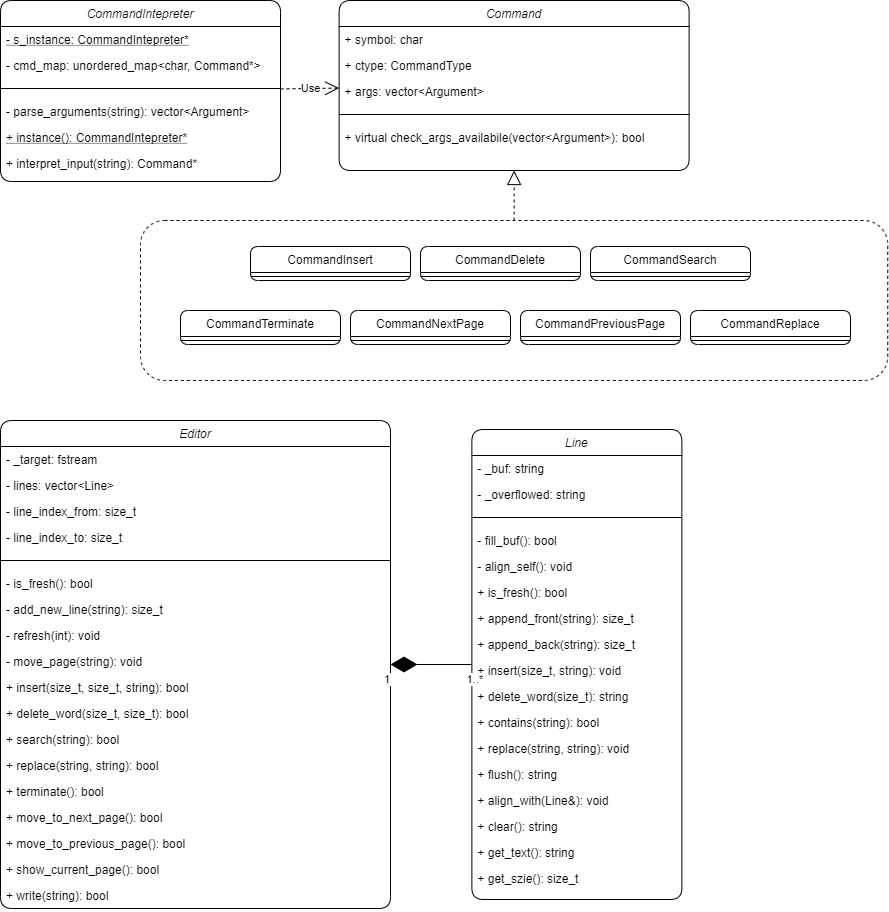 CommandIntepreter
- s_instance: CommandIntepreter*
- cmd_map: unordered_map<char, Command*>
- parse_arguments(string): vector<Argument>
+ instance(): CommandIntepreter*
+ interpret_input(string): Command*
Use
Command
+ symbol: char
+ ctype: CommandType
+ args: vector<Argument>
+ virtual check_args_availabile(vector<Argument>): bool
CommandInsert
CommandDelete
CommandSearch
CommandTerminate
CommandNextPage
CommandPreviousPage
CommandReplace
Editor
- _target: fstream
- lines: vector<Line>
- line_index_from: size_t
- line_index_to: size_t
- is_fresh(): bool
- add_new_line(string): size_t
- refresh(int): void
- move_page(string): void
+ insert(size_t, size_t, string): bool
+ delete_word(size_t, size_t): bool
+ search(string): bool
+ replace(string, string): bool
+ terminate(): bool
+ move_to_next_page(): bool
+ move_to_previous_page(): bool
+ show_current_page(): bool
+ write(string): bool
1
1..*
Line
- _buf: string
- _overflowed: string
- fill_buf(): bool
- align_self(): void
+ is_fresh(): bool
+ append_front(string): size_t
+ append_back(string): size_t
+ insert(size_t, string): void
+ delete_word(size_t): string
+ contains(string): bool
+ replace(string, string): void
+ flush(): string
+ align_with(Line&): void
+ clear(): string
+ get_text(): string
+ get_szie(): size_t